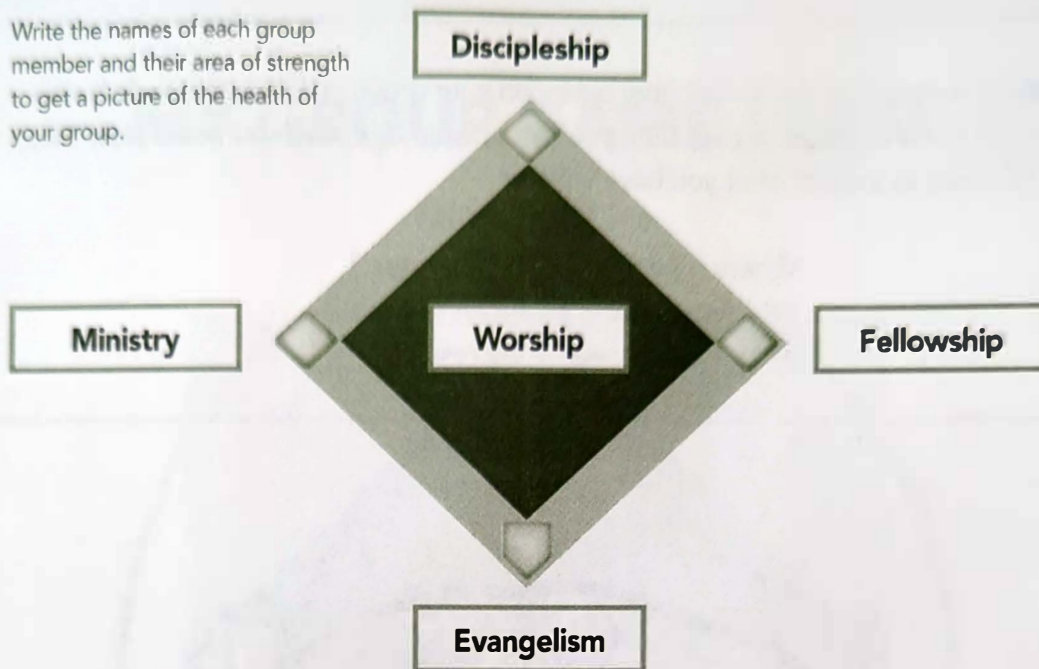 Write the names of each group
member and their area of strength
to get a picture of the health of
your group.
Discipleship
Ministry
Worship
Fellowship
Evangelism